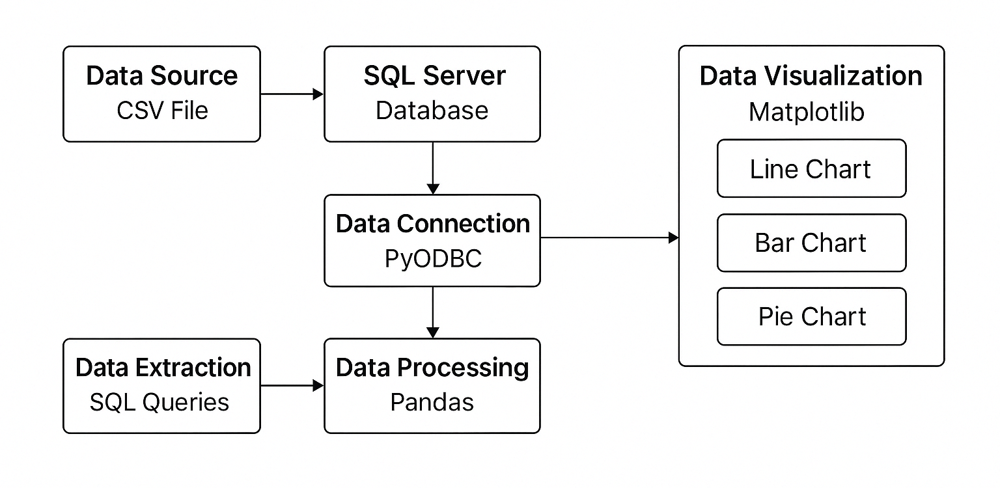 Data Source
CSV File
SQL Server
Database
Data Connection
PyODBC
Data Extraction
SQL Queries
Data Processing
Pandas
Data Visualization
Matplotlib
Line Chart
Bar Chart
Pie Chart